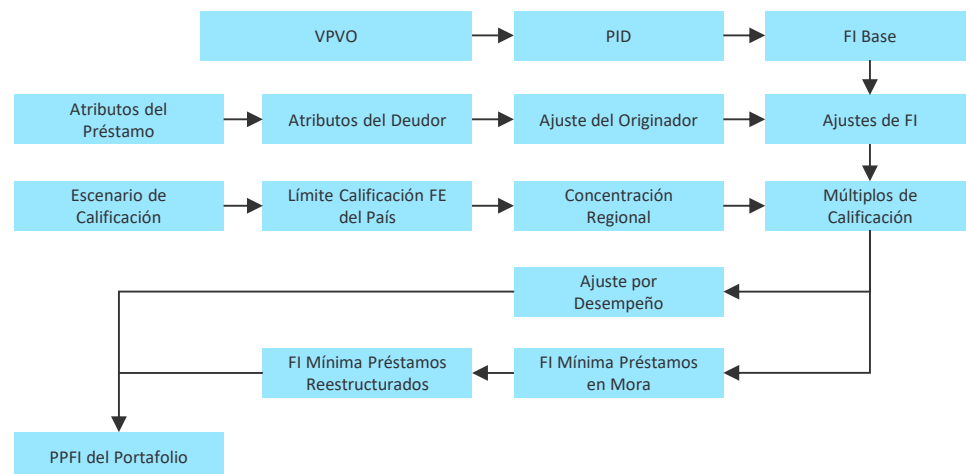 VPVO
PID
FI Base
Atributos del
Préstamo
Atributos del Deudor
Ajuste del Originador
Ajustes de FI
Escenario de
Calificación
Límite Calificación FE
del País
Concentración
Regional
Múltiplos de
Calificación
Ajuste por
Desempeño
FI Mínima Préstamos
Reestructurados
FI Mínima Préstamos
en Mora
PPFI del Portafolio